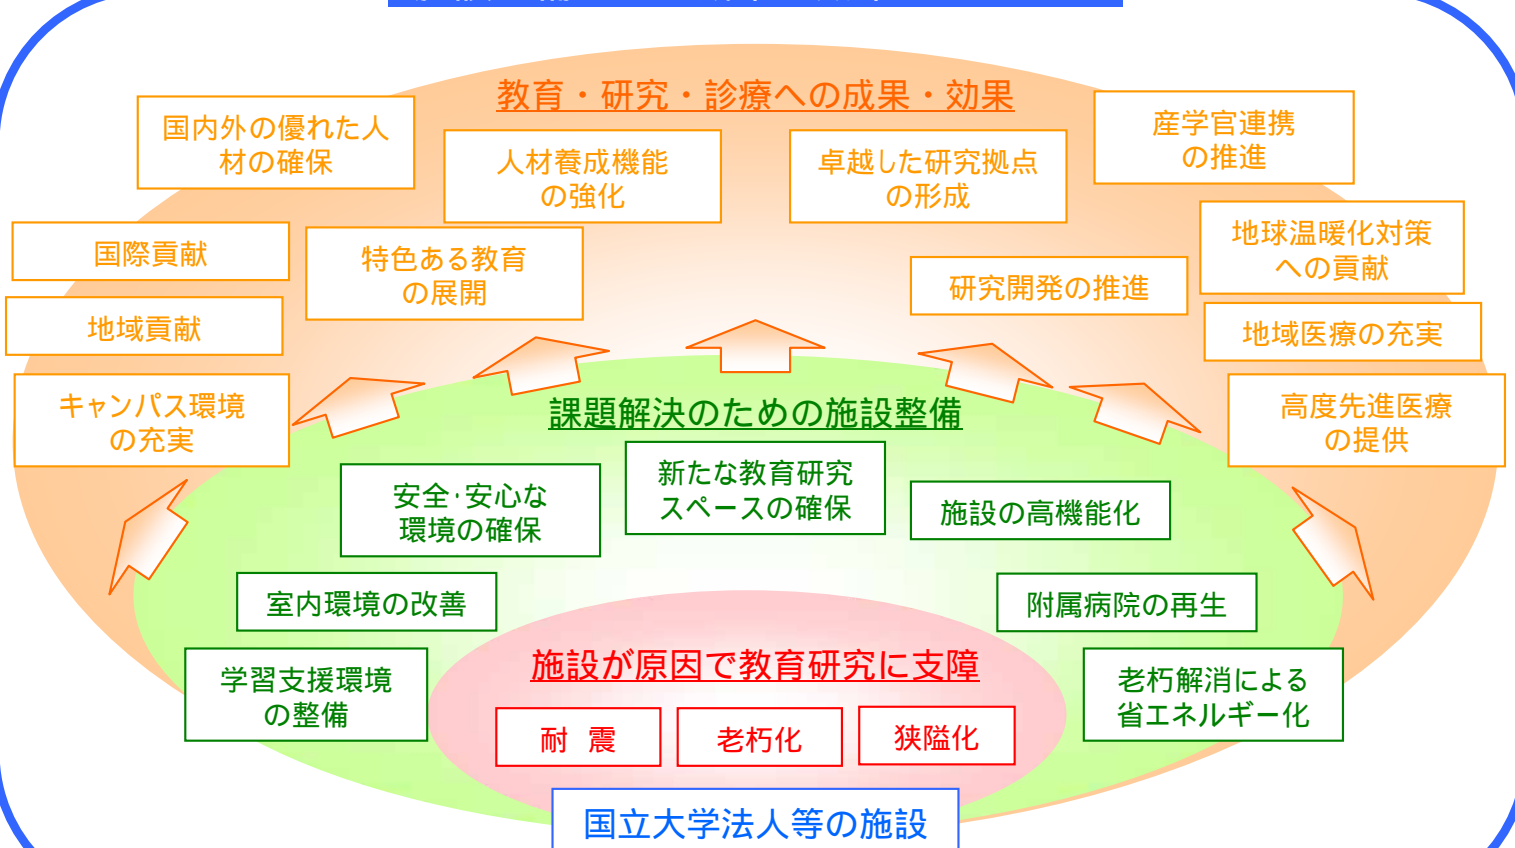 教育・研究・診療への成果・効果
国内外の優れた人
材の確保
人材養成機能
の強化
卓越した研究拠点
の形成
産学官連携
の推進
国際貢献
特色ある教育
の展開
研究開発の推進
地球温暖化対策
への貢献
地域貢献
地域医療の充実
キャンパス環境
の充実
高度先進医療
の提供
課題解決のための施設整備
安全・安心な
環境の確保
新たな教育研究
スペースの確保
施設の高機能化
室内環境の改善
附属病院の再生
学習支援環境
の整備
老朽解消による
省エネルギー化
施設が原因で教育研究に支障
耐 震
老朽化
狭隘化
国立大学法人等の施設